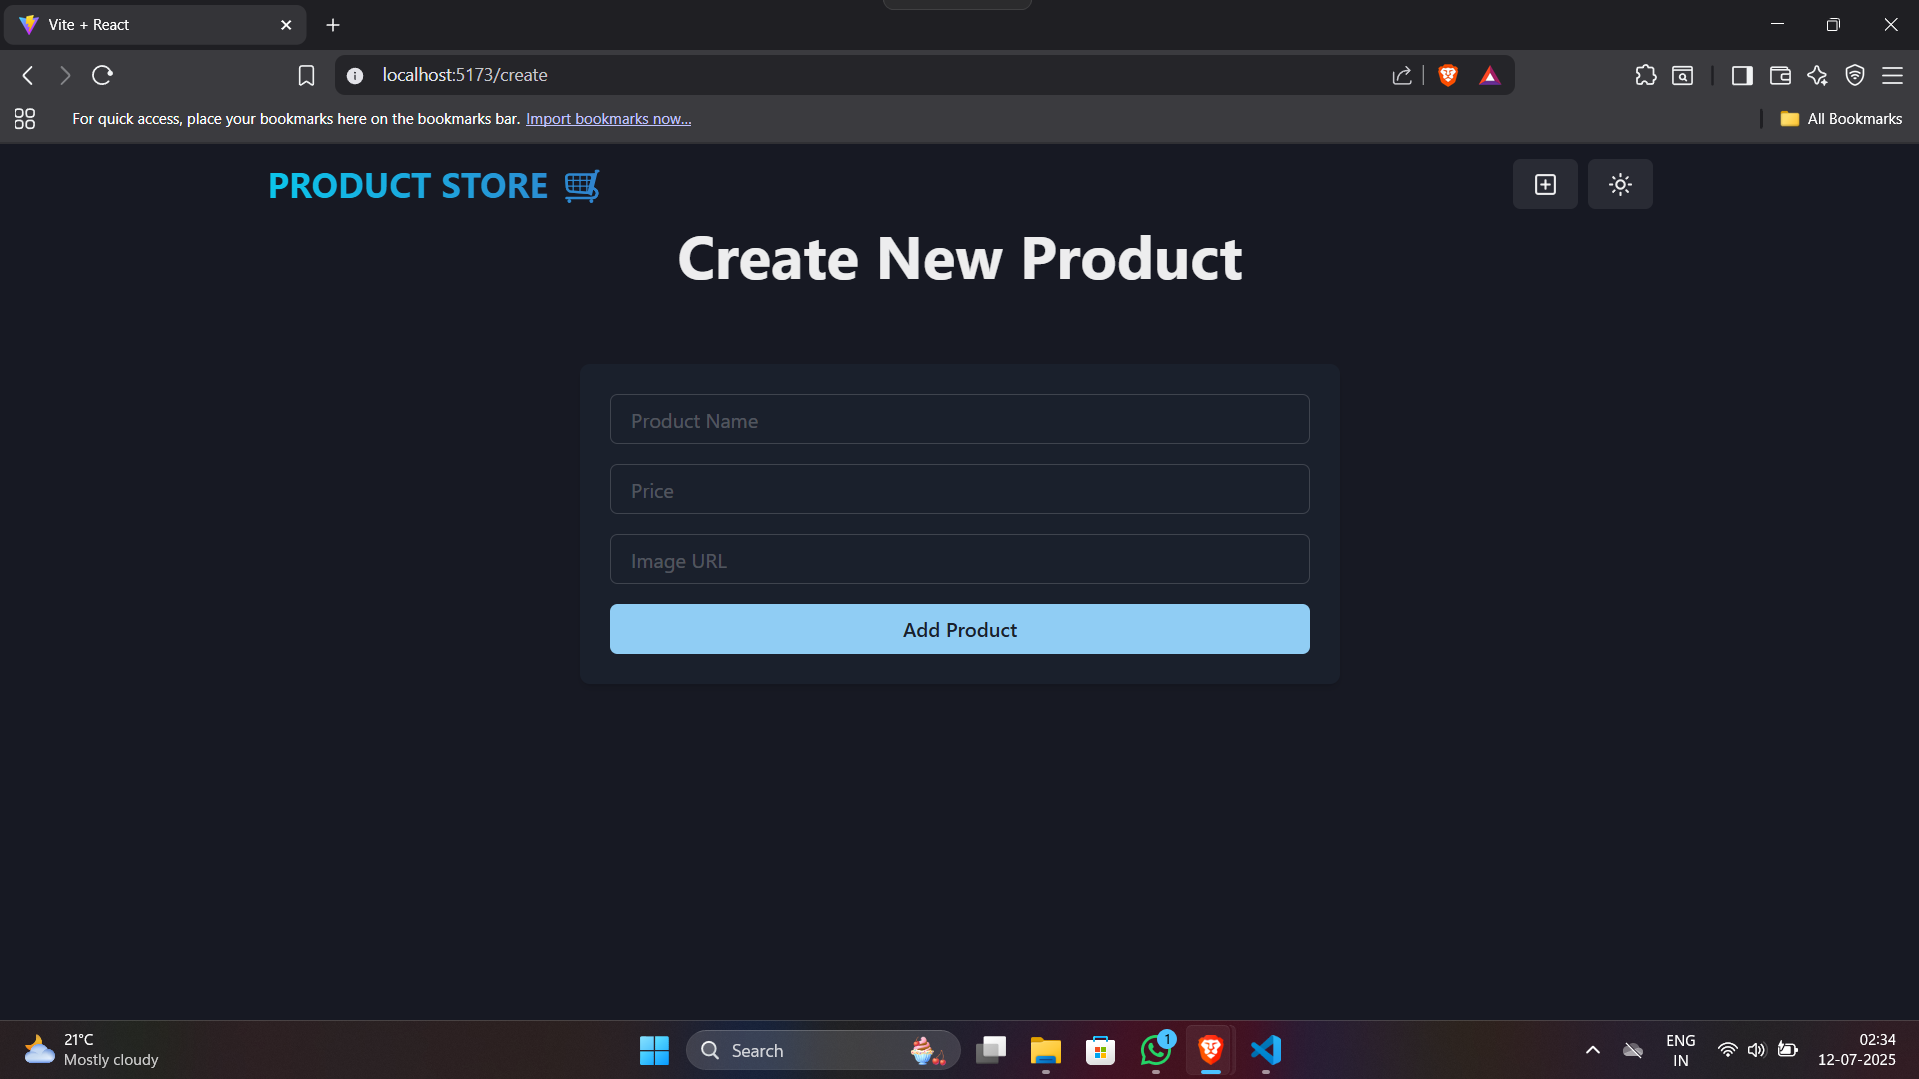 Vite + React
localhost:5173/create
For quick access, place your bookmarks here on the bookmarks bar. Import bookmarks now...
All Bookmarks
PRODUCT STORE 🛒
Create New Product
Product Name
Price
Image URL
Add Product
21°C
Mostly cloudy
Search
1
ENG
IN
02:34
12-07-2025